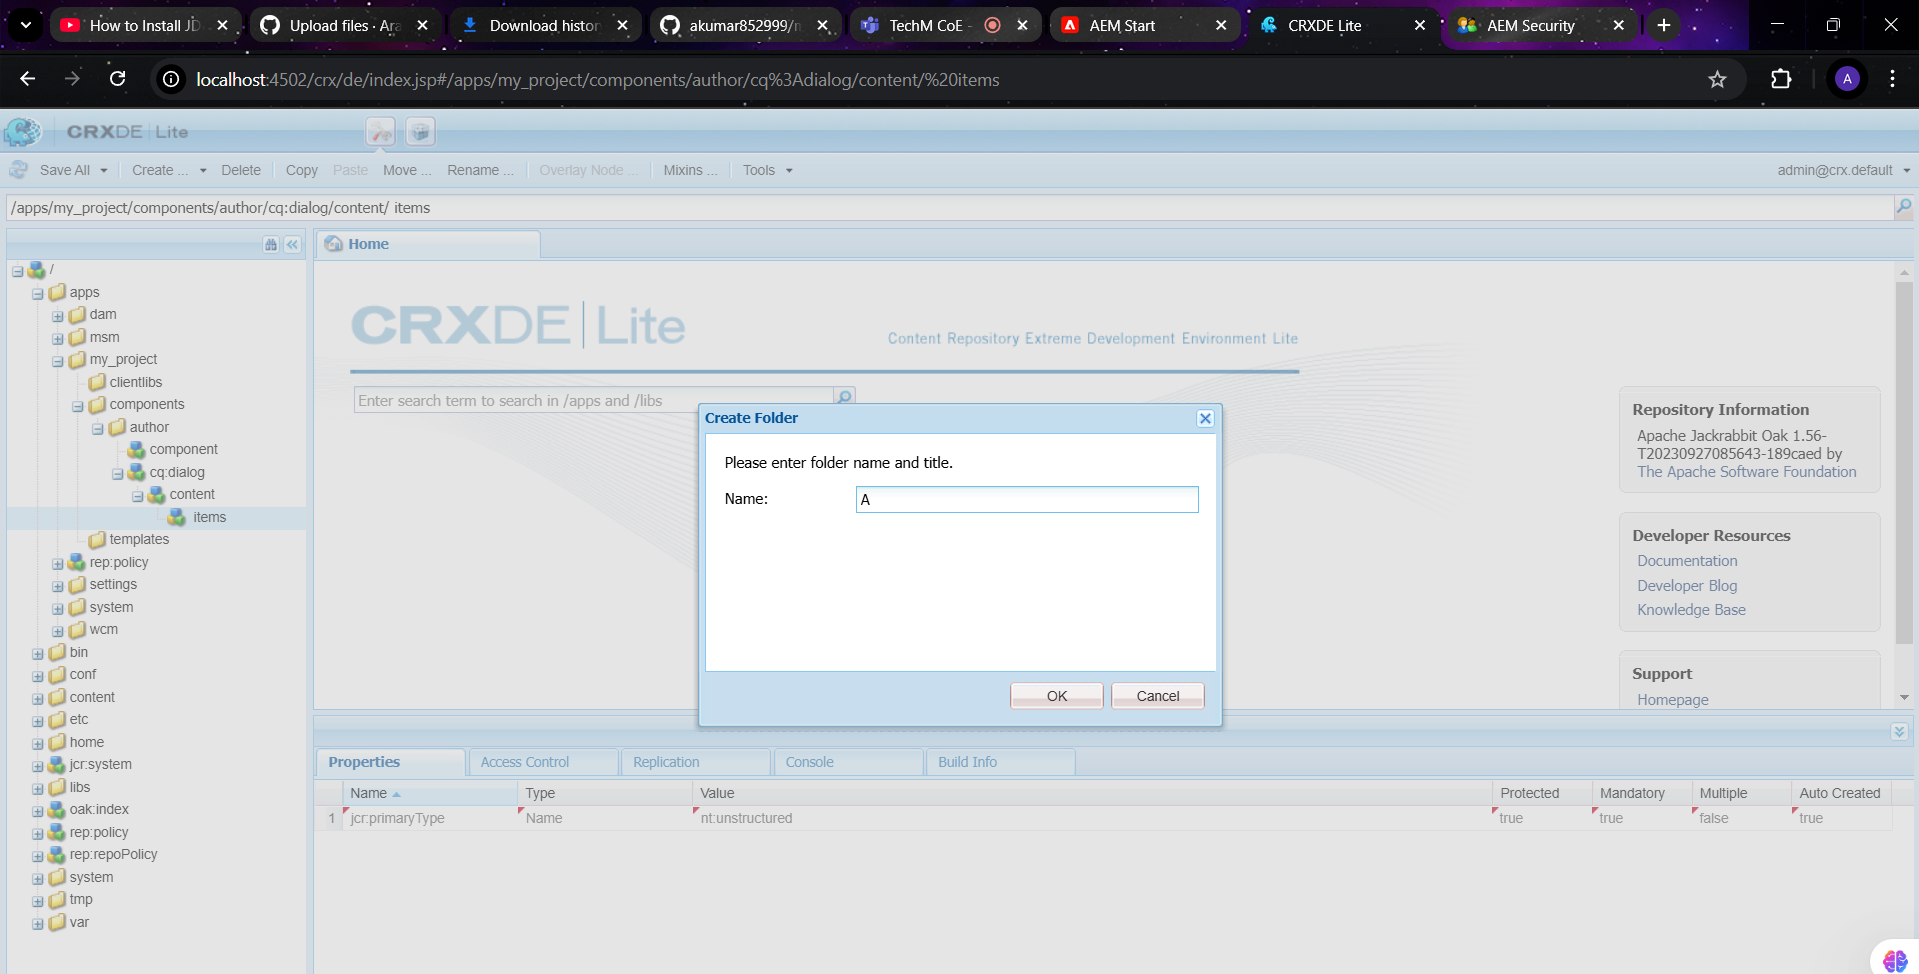 How to Install JD
Upload files · Ara
Download histor
akumar852999/n
TechM CoE -
AEM Start
CRXDE Lite
AEM Security
localhost:4502/crx/de/index.jsp#/apps/my_project/components/author/cq%3Adialog/content/%20items
A
CRXDE Lite
Save All
Create ...
Delete
Copy
Paste
Move ...
Rename ...
Overlay Node ...
Mixins ...
Tools
admin@crx.default
/apps/my_project/components/author/cq:dialog/content/ items
Home
/
apps
dam
msm
my_project
clientlibs
components
author
component
cq:dialog
content
items
templates
rep:policy
settings
system
wcm
bin
conf
content
etc
home
jcr:system
libs
oak:index
rep:policy
rep:repoPolicy
system
tmp
var
CRXDE Lite
Content Repository Extreme Development Environment Lite
Enter search term to search in /apps and /libs
Create Folder
Please enter folder name and title.
Name:
A
OK
Cancel
Repository Information
Apache Jackrabbit Oak 1.56-
T20230927085643-189caed by
The Apache Software Foundation
Developer Resources
Documentation
Developer Blog
Knowledge Base
Support
Homepage
Properties
Access Control
Replication
Console
Build Info
Name
Type
Value
Protected
Mandatory
Multiple
Auto Created
1
jcr:primaryType
Name
nt:unstructured
true
true
false
true